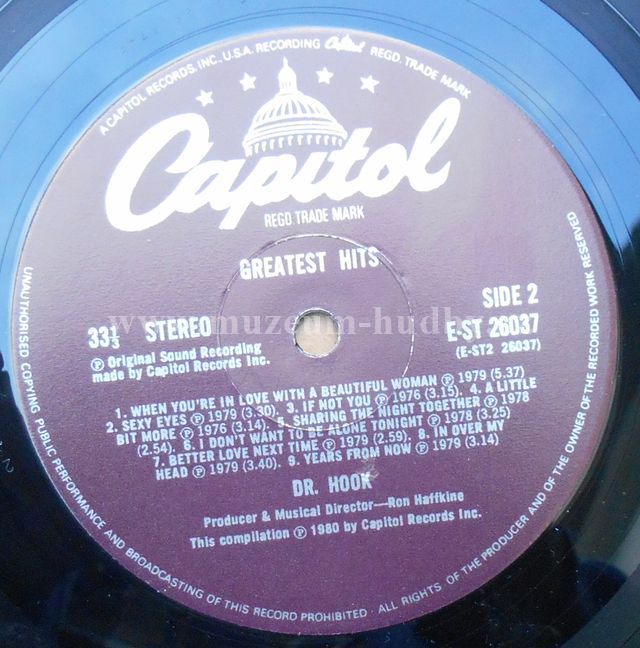 A CAPITOL RECORDS, INC., U.S.A. RECORDING Capitol REGD. TRADE MARK
Capitol
REGD TRADE MARK
GREATEST HITS
33⅓ STEREO
SIDE 2
E-ST 26037
(E-ST2 26037)
℗ Original Sound Recording
made by Capitol Records Inc.
www.muzeum-hudby
1. WHEN YOU'RE IN LOVE WITH A BEAUTIFUL WOMAN ℗ 1979 (5.37)
2. SEXY EYES ℗ 1979 (3.30). 3. IF NOT YOU ℗ 1976 (3.15). 4. A LITTLE
BIT MORE ℗ 1976 (3.14). 5. SHARING THE NIGHT TOGETHER ℗ 1978
(2.54). 6. I DON'T WANT TO BE ALONE TONIGHT ℗ 1978 (3.25)
7. BETTER LOVE NEXT TIME ℗ 1979 (2.59). 8. IN OVER MY
HEAD ℗ 1979 (3.40). 9. YEARS FROM NOW ℗ 1979 (3.14)
DR. HOOK
Producer & Musical Director—Ron Haffkine
This compilation ℗ 1980 by Capitol Records Inc.
UNAUTHORISED COPYING PUBLIC PERFORMANCE AND BROADCASTING OF THIS RECORD PROHIBITED. ALL RIGHTS OF THE PRODUCER AND OF THE OWNER OF THE RECORDED WORK RESERVED